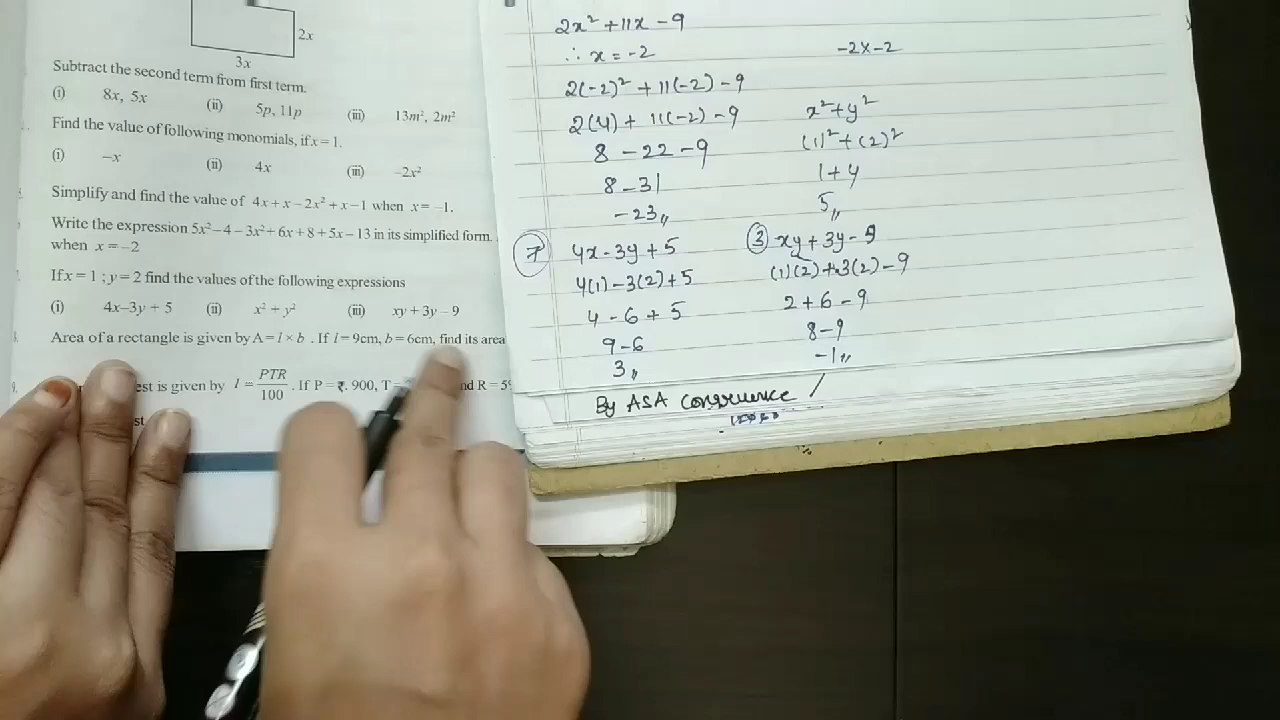 2x
3x
Subtract the second term from first term.
(i) 8x, 5x (ii) 5p, 11p (iii) 13m², 2m²
Find the value of following monomials, if x = 1.
(i) –x (ii) 4x (iii) –2x²
Simplify and find the value of 4x + x – 2x² + x – 1 when x = –1.
Write the expression 5x² – 4 – 3x² + 6x + 8 + 5x – 13 in its simplified form.
when x = –2
If x = 1 ; y = 2 find the values of the following expressions
(i) 4x–3y + 5 (ii) x² + y² (iii) xy + 3y – 9
Area of a rectangle is given by A = l × b . If l = 9cm, b = 6cm, find its area
9. est is given by I = PTR/100 . If P = ₹. 900, T = nd R = 5%
st
2x² + 11x - 9
∴ x = -2
2(-2)² + 11(-2) - 9
2(4) + 11(-2) - 9
8 - 22 - 9
8 - 31
-23,,
-2x-2
x² + y²
(1)² + (2)²
1 + 4
5,,
7 4x - 3y + 5
4(1) - 3(2) + 5
4 - 6 + 5
9 - 6
3,,
3 xy + 3y - 9
(1)(2) + 3(2) - 9
2 + 6 - 9
8 - 9
-1,,
By ASA congruence